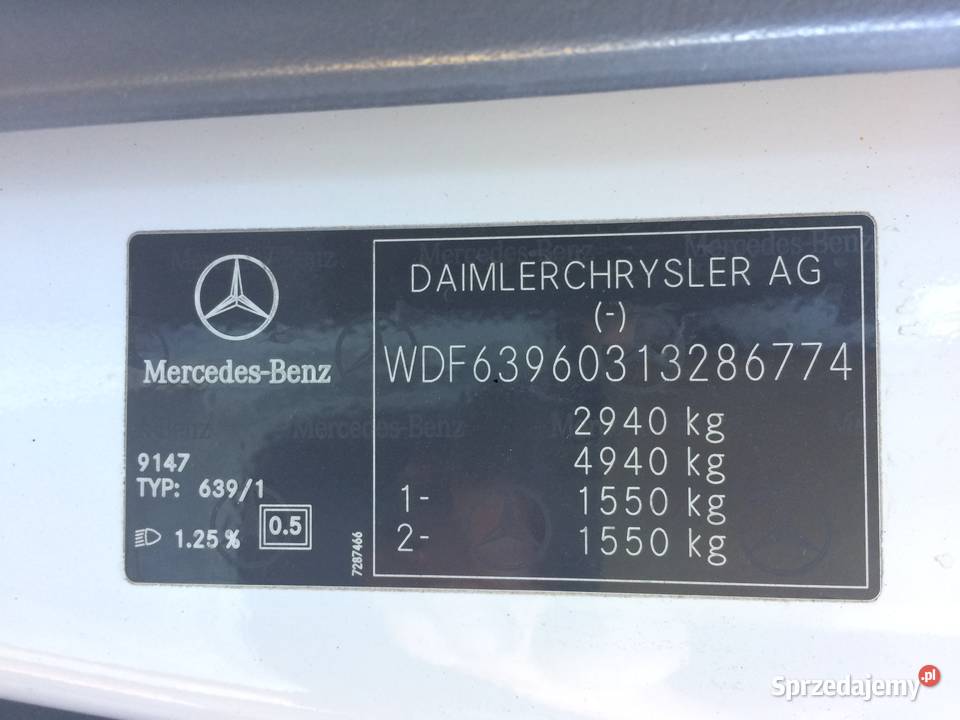 Mercedes-Benz
9147
TYP: 639/1
1.25 %
0.5
7287466
DAIMLERCHRYSLER AG
(-)
WDF63960313286774
2940 kg
4940 kg
1- 1550 kg
2- 1550 kg
Sprzedajemy.pl